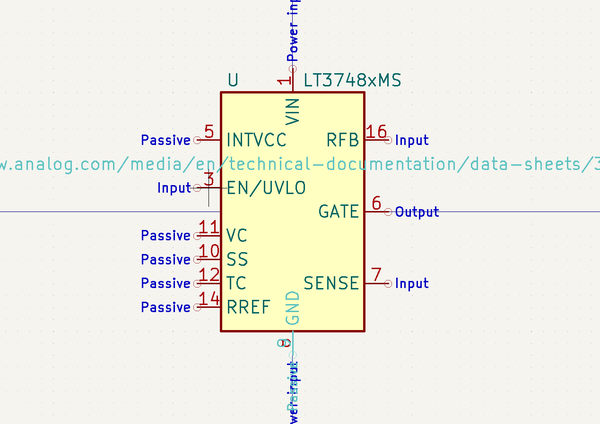 Power in
U
LT3748xMS
1
VIN
Passive 5 INTVCC
RFB 16 Input
w.analog.com/media/en/technical-documentation/data-sheets/3
Input 3 EN/UVLO
GATE 6 Output
Passive 11 VC
Passive 10 SS
Passive 12 TC
SENSE 7 Input
Passive 14 RREF
GND
wer input